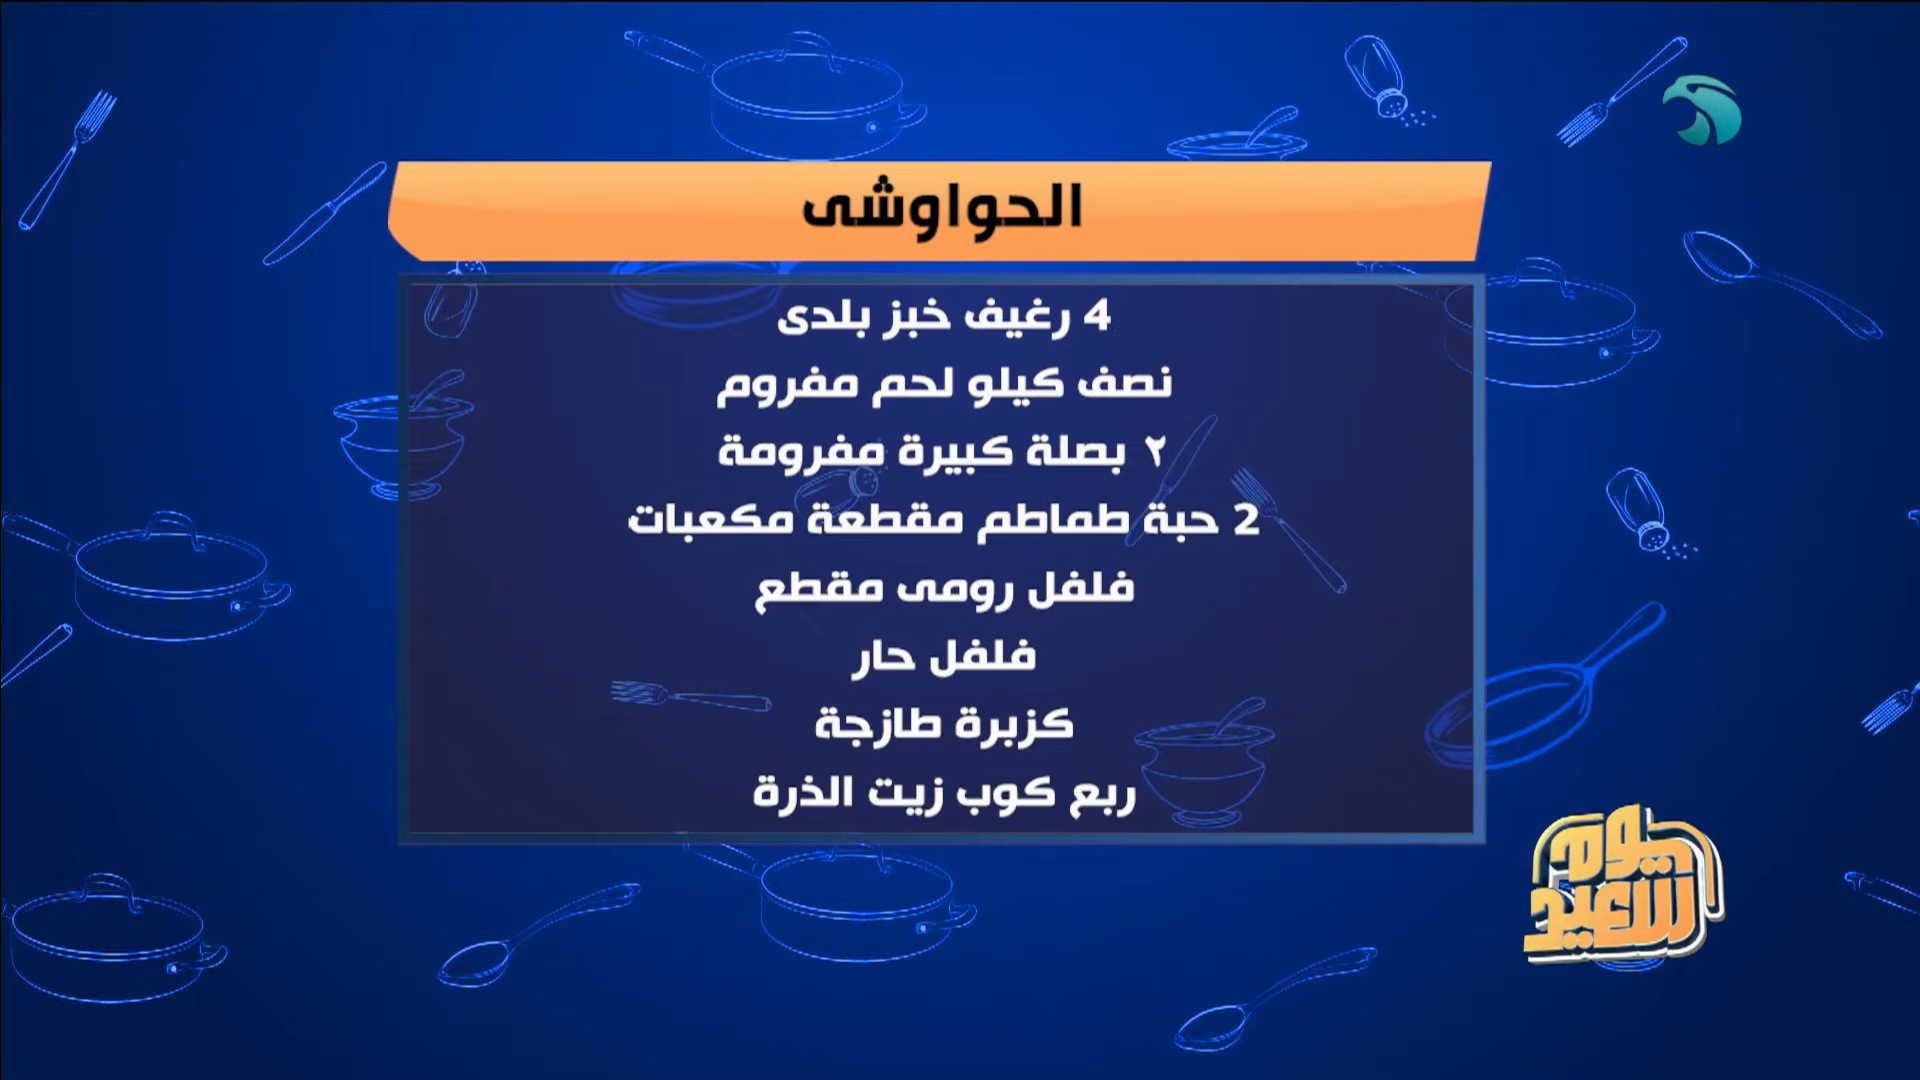 الحواوشى
4 رغيف خبز بلدى
نصف كيلو لحم مفروم
٢ بصلة كبيرة مفرومة
2 حبة طماطم مقطعة مكعبات
فلفل رومى مقطع
فلفل حار
كزبرة طازجة
ربع كوب زيت الذرة
يوم
سعيد